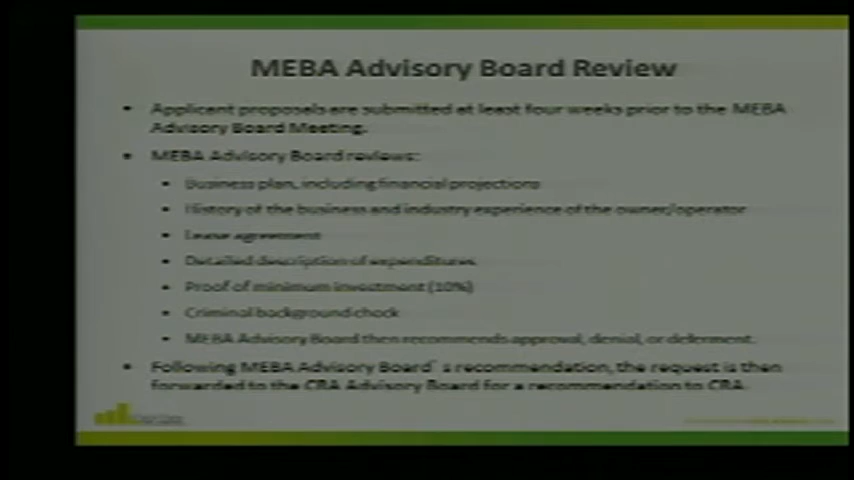 MEBA Advisory Board Review
• Applicant proposals are submitted at least four weeks prior to the MEBA
Advisory Board Meeting.
• MEBA Advisory Board reviews:
• Business plan, including financial projections
• History of the business and industry experience of the owner/operator
• Lease agreement
• Detailed description of expenditures
• Proof of minimum investment (10%)
• Criminal background check
• MEBA Advisory Board then recommends approval, denial, or deferment.
• Following MEBA Advisory Board's recommendation, the request is then
forwarded to the CRA Advisory Board for a recommendation to CRA.